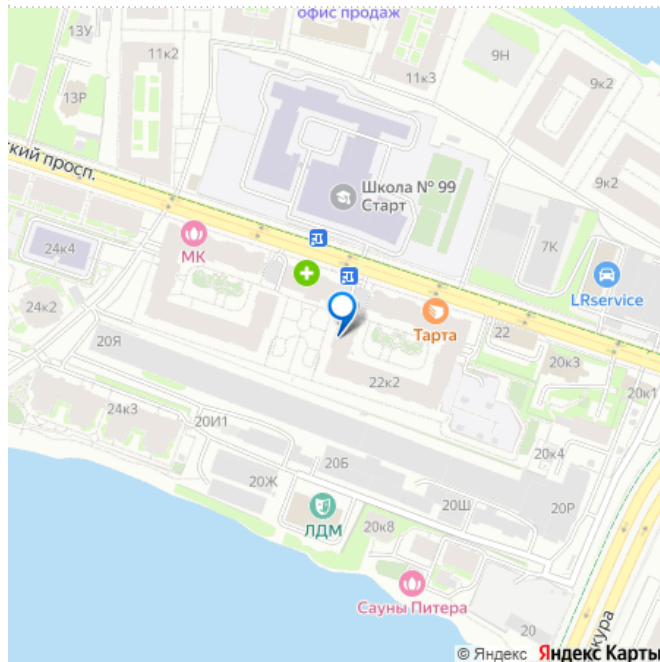 офис продаж
13У
11к2
9Н
11к3
9к2
13Р
кий просп.
Школа № 99
Старт
9к2
24к4
МК
7К
LRservice
24к2
Тарта
22
20Я
20к3
22к2
20к1
24к3
20И1
20к4
20Б
20Ж
20Ш
20Р
ЛДМ
20к8
Сауны Питера
20
кура
© Яндекс Яндекс Карты